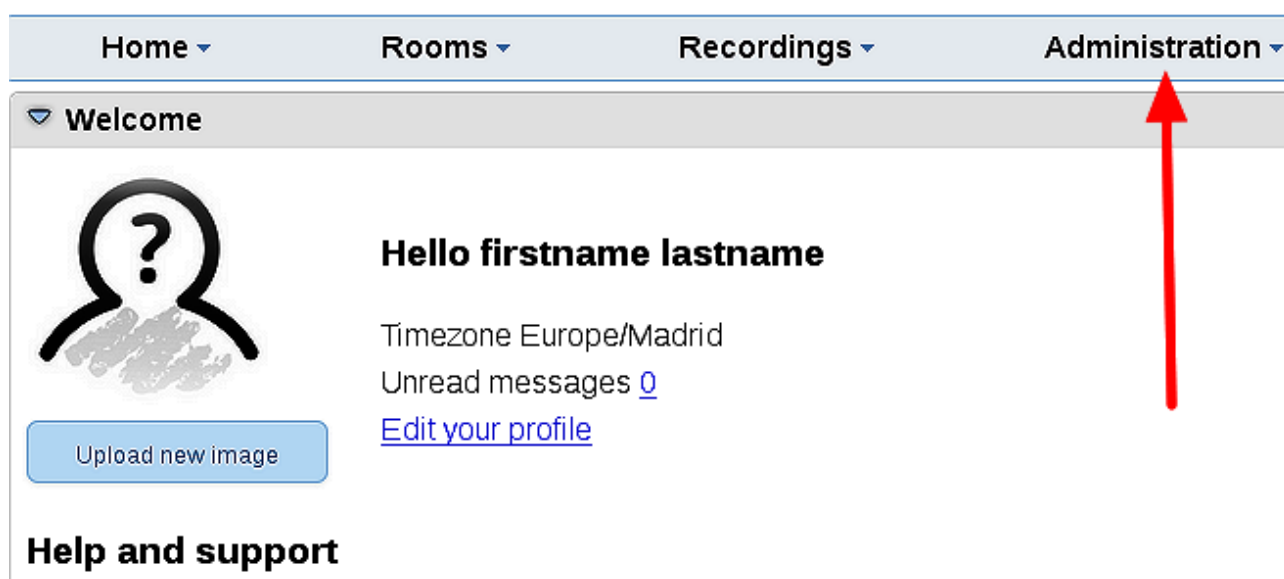 Home Rooms Recordings Administration
Welcome
?
Hello firstname lastname
Timezone Europe/Madrid
Unread messages 0
Edit your profile
Upload new image
Help and support